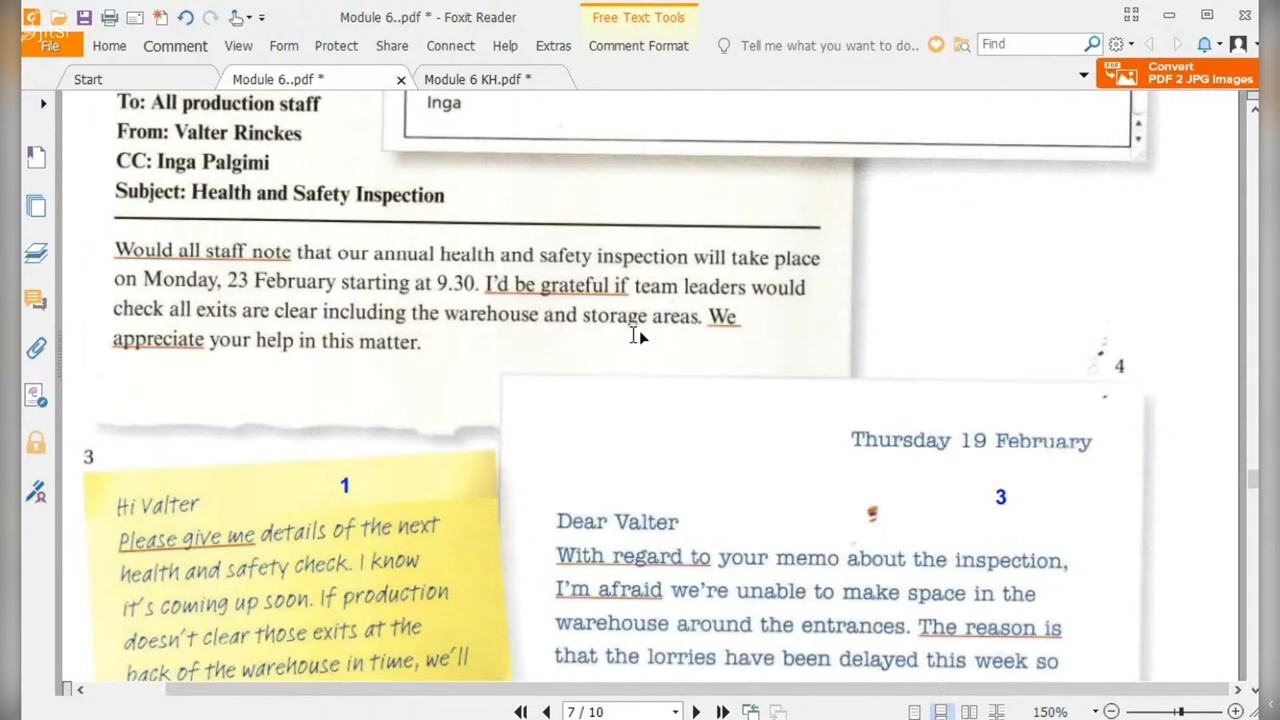 Module 6..pdf * - Foxit Reader
Free Text Tools
Jitsi
File
Home
Comment
View
Form
Protect
Share
Connect
Help
Extras
Comment Format
Tell me what you want to do..
Find
Start
Module 6..pdf *
Module 6 KH.pdf *
Convert
PDF 2 JPG Images
Inga
To: All production staff
From: Valter Rinckes
CC: Inga Palgimi
Subject: Health and Safety Inspection
Would all staff note that our annual health and safety inspection will take place
on Monday, 23 February starting at 9.30. I'd be grateful if team leaders would
check all exits are clear including the warehouse and storage areas. We
appreciate your help in this matter.
4
Thursday 19 February
3
Dear Valter
With regard to your memo about the inspection,
I'm afraid we're unable to make space in the
warehouse around the entrances. The reason is
that the lorries have been delayed this week so
3
1
Hi Valter
Please give me details of the next
health and safety check. I know
it's coming up soon. If production
doesn't clear those exits at the
back of the warehouse in time, we'll
7 / 10
150%